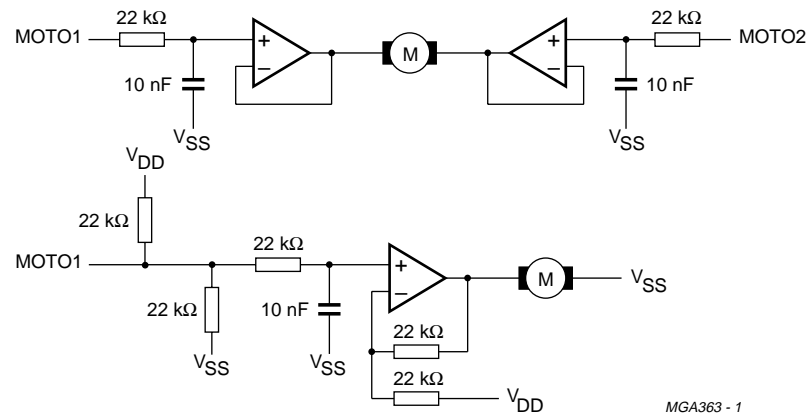 22 kΩ
22 kΩ
MOTO1
MOTO2
M
+
−
+
−
10 nF
10 nF
VSS
VSS
VDD
22 kΩ
22 kΩ
MOTO1
+
−
M
VSS
22 kΩ
10 nF
22 kΩ
VSS
VSS
22 kΩ
VDD
MGA363 - 1